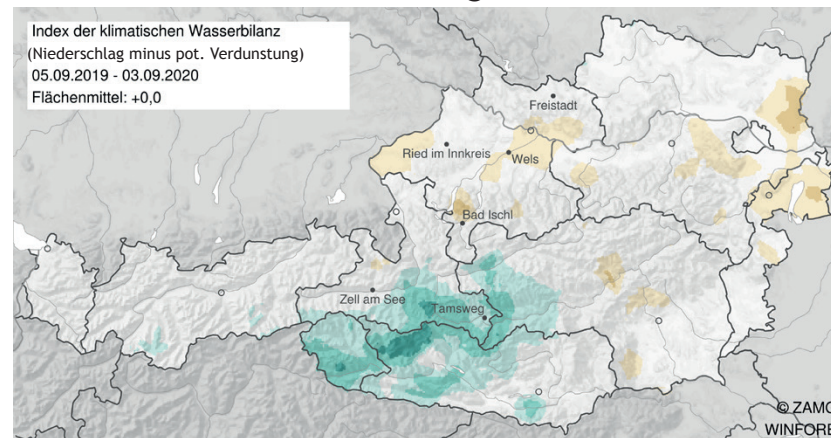 Index der klimatischen Wasserbilanz
(Niederschlag minus pot. Verdunstung)
05.09.2019 - 03.09.2020
Flächenmittel: +0,0
Freistadt
Ried im Innkreis
Wels
Bad Ischl
Zell am See
Tamsweg
© ZAMG
WINFORE